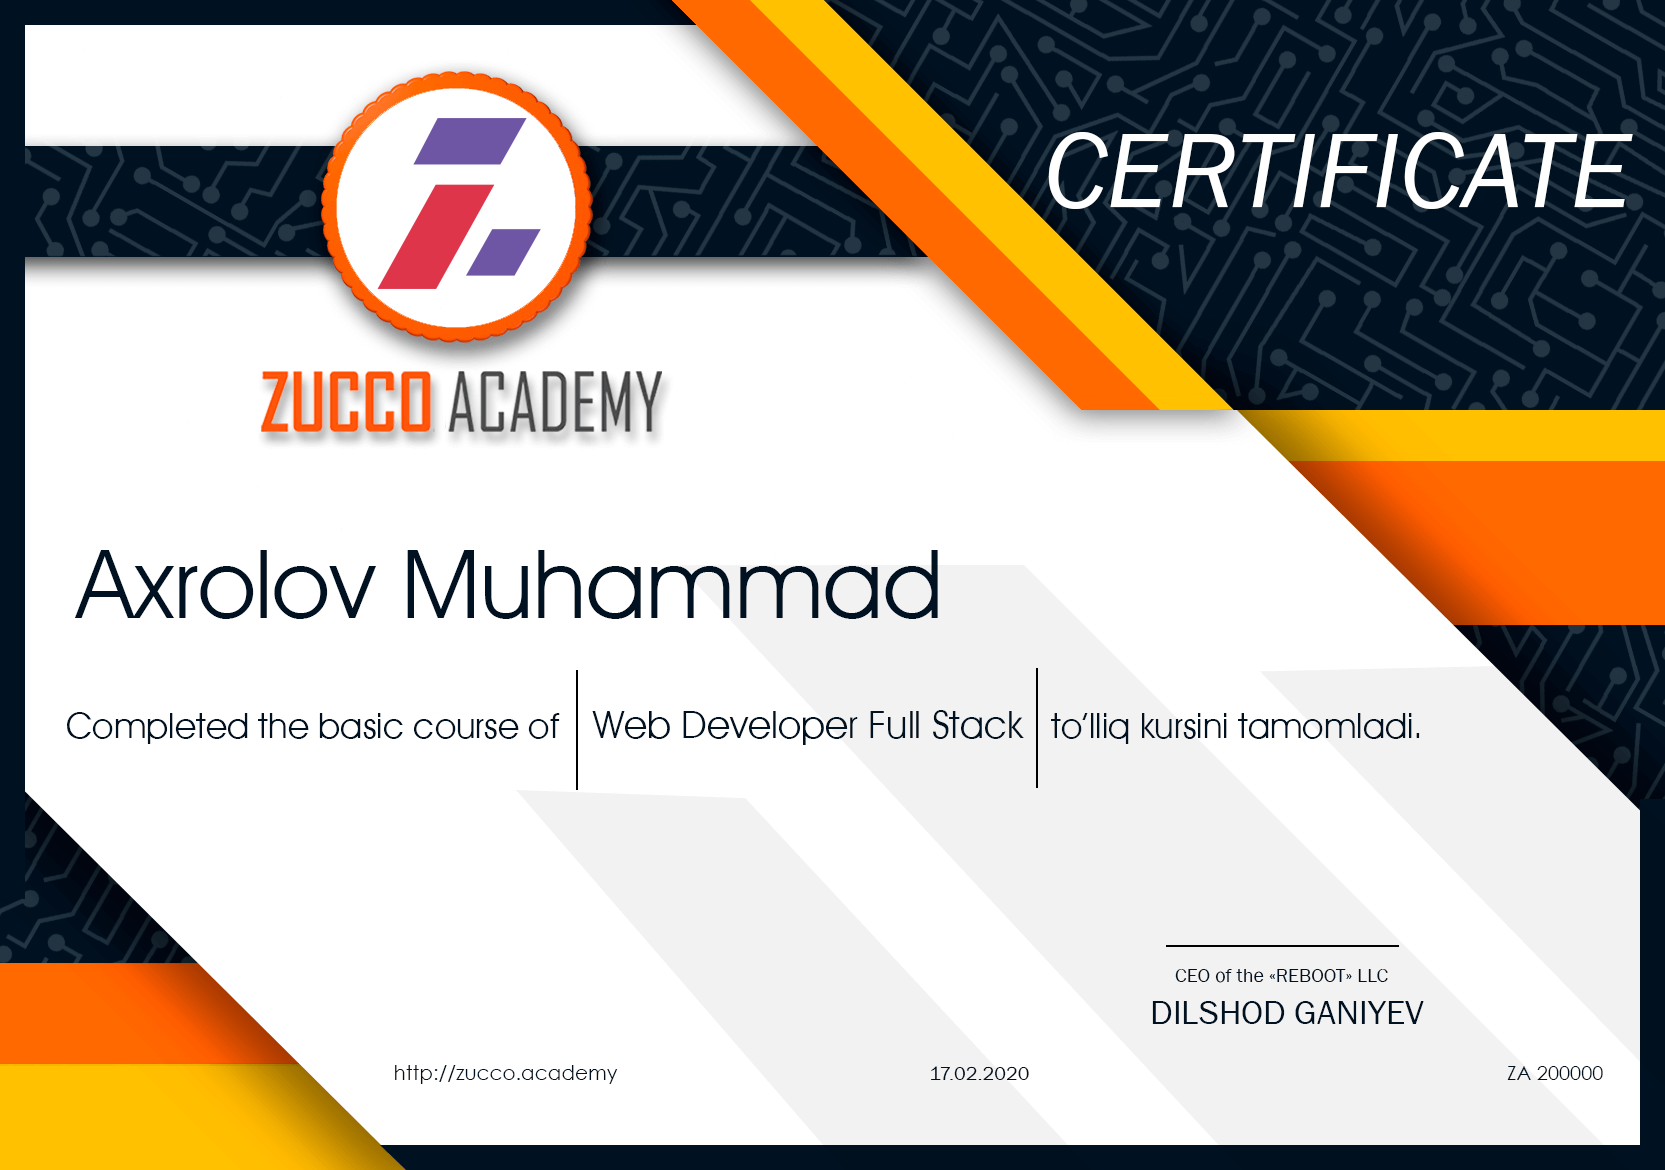 CERTIFICATE
ZUCCO ACADEMY
Axrolov Muhammad
Completed the basic course of Web Developer Full Stack to‘lliq kursini tamomladi.
CEO of the «REBOOT» LLC
DILSHOD GANIYEV
http://zucco.academy 17.02.2020 ZA 200000